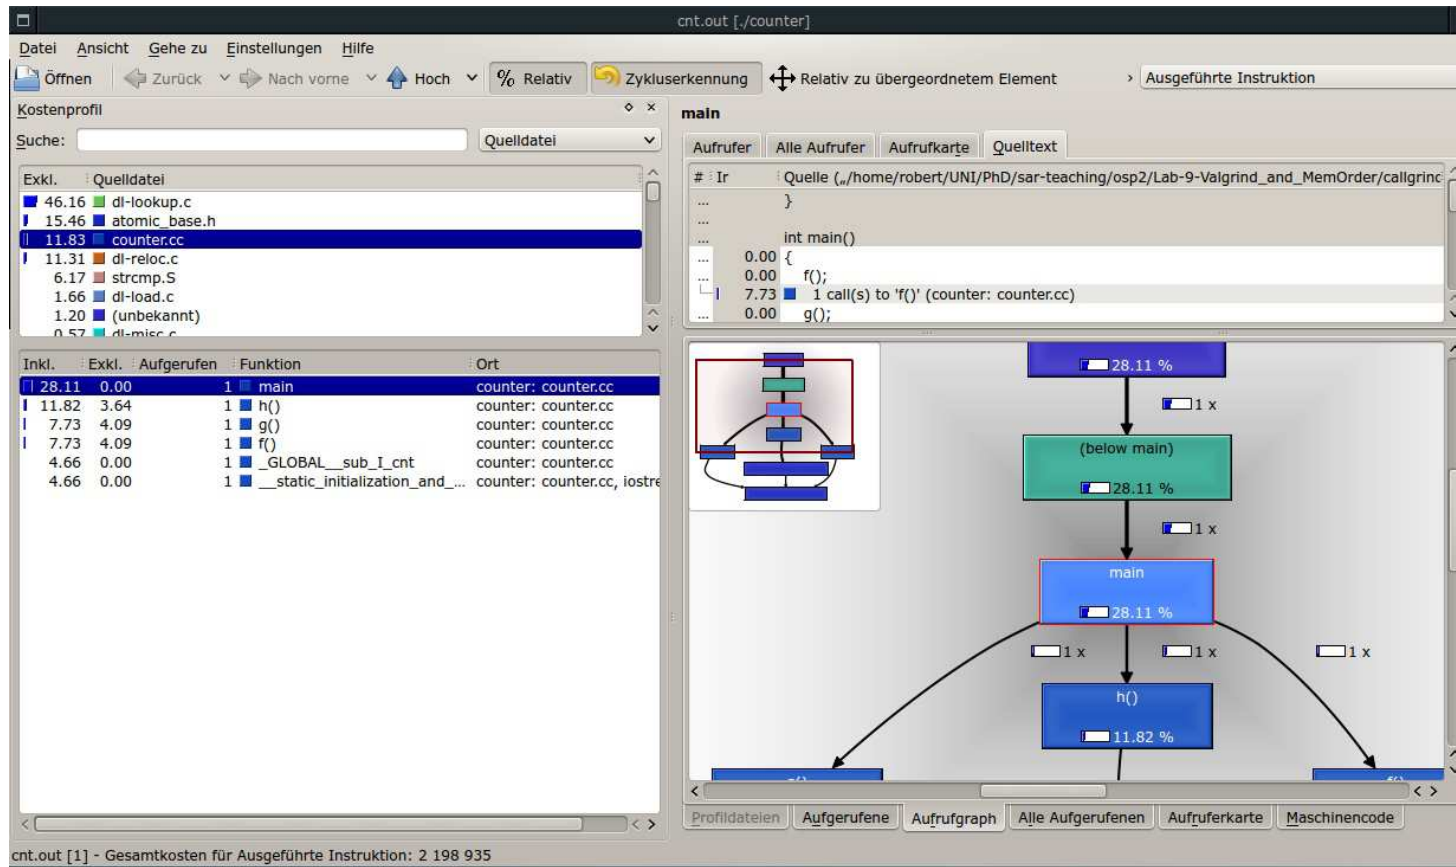 cnt.out [./counter]
Datei Ansicht Gehe zu Einstellungen Hilfe
Öffnen Zurück Nach vorne Hoch % Relativ Zykluserkennung Relativ zu übergeordnetem Element › Ausgeführte Instruktion
Kostenprofil
Suche: Quelldatei
Exkl. Quelldatei
46.16 dl-lookup.c
15.46 atomic_base.h
11.83 counter.cc
11.31 dl-reloc.c
6.17 strcmp.S
1.66 dl-load.c
1.20 (unbekannt)
0.57 dl-misc.c
Inkl. Exkl. Aufgerufen Funktion Ort
28.11 0.00 1 main counter: counter.cc
11.82 3.64 1 h() counter: counter.cc
7.73 4.09 1 g() counter: counter.cc
7.73 4.09 1 f() counter: counter.cc
4.66 0.00 1 _GLOBAL__sub_I_cnt counter: counter.cc
4.66 0.00 1 __static_initialization_and_... counter: counter.cc, iostre
main
Aufrufer Alle Aufrufer Aufrufkarte Quelltext
# Ir Quelle („/home/robert/UNI/PhD/sar-teaching/osp2/Lab-9-Valgrind_and_MemOrder/callgrinc
... }
...
... int main()
... 0.00 {
... 0.00 f();
7.73 1 call(s) to 'f()' (counter: counter.cc)
... 0.00 g();
28.11 %
1 x
(below main)
28.11 %
1 x
main
28.11 %
1 x 1 x 1 x
h()
11.82 %
g() f()
Profildateien Aufgerufene Aufrufgraph Alle Aufgerufenen Aufruferkarte Maschinencode
cnt.out [1] - Gesamtkosten für Ausgeführte Instruktion: 2 198 935